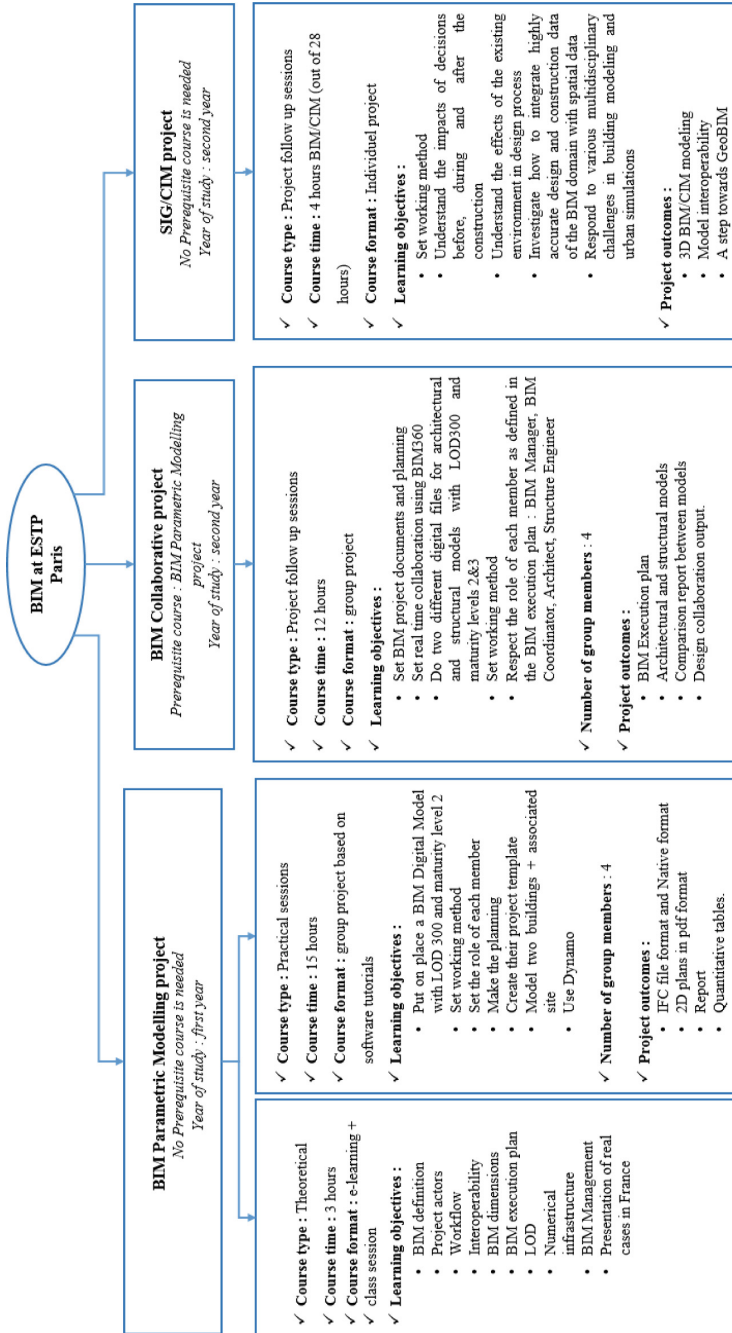 BIM at ESTP
Paris
BIM Parametric Modelling project
No Prerequisite course is needed
Year of study : first year
✓ Course type : Theoretical
✓ Course time : 3 hours
✓ Course format : e-learning +
✓ class session
✓ Learning objectives :
• BIM definition
• Project actors
• Workflow
• Interoperability
• BIM dimensions
• BIM execution plan
• LOD
• Numerical
infrastructure
• BIM Management
• Presentation of real
cases in France
✓ Course type : Practical sessions
✓ Course time : 15 hours
✓ Course format : group project based on
software tutorials
✓ Learning objectives :
• Put on place a BIM Digital Model
with LOD 300 and maturity level 2
• Set working method
• Set the role of each member
• Make the planning
• Create their project template
• Model two buildings + associated
site
• Use Dynamo
✓ Number of group members : 4
✓ Project outcomes :
• IFC file format and Native format
• 2D plans in pdf format
• Report
• Quantitative tables.
BIM Collaborative project
Prerequisite course : BIM Parametric Modelling
project
Year of study : second year
✓ Course type : Project follow up sessions
✓ Course time : 12 hours
✓ Course format : group project
✓ Learning objectives :
• Set BIM project documents and planning
• Set real time collaboration using BIM360
• Do two different digital files for architectural
and structural models with LOD300 and
maturity levels 2&3
• Set working method
• Respect the role of each member as defined in
the BIM execution plan : BIM Manager, BIM
Coordinator, Architect, Structure Engineer
✓ Number of group members : 4
✓ Project outcomes :
• BIM Execution plan
• Architectural and structural models
• Comparison report between models
• Design collaboration output.
SIG/CIM project
No Prerequisite course is needed
Year of study : second year
✓ Course type : Project follow up sessions
✓ Course time : 4 hours BIM/CIM (out of 28
hours)
✓ Course format : Individuel project
✓ Learning objectives :
• Set working method
• Understand the impacts of decisions
before, during and after the
construction
• Understand the effects of the existing
environment in design process
• Investigate how to integrate highly
accurate design and construction data
of the BIM domain with spatial data
• Respond to various multidisciplinary
challenges in building modeling and
urban simulations
✓ Project outcomes :
• 3D BIM/CIM modeling
• Model interoperability
• A step towards GeoBIM